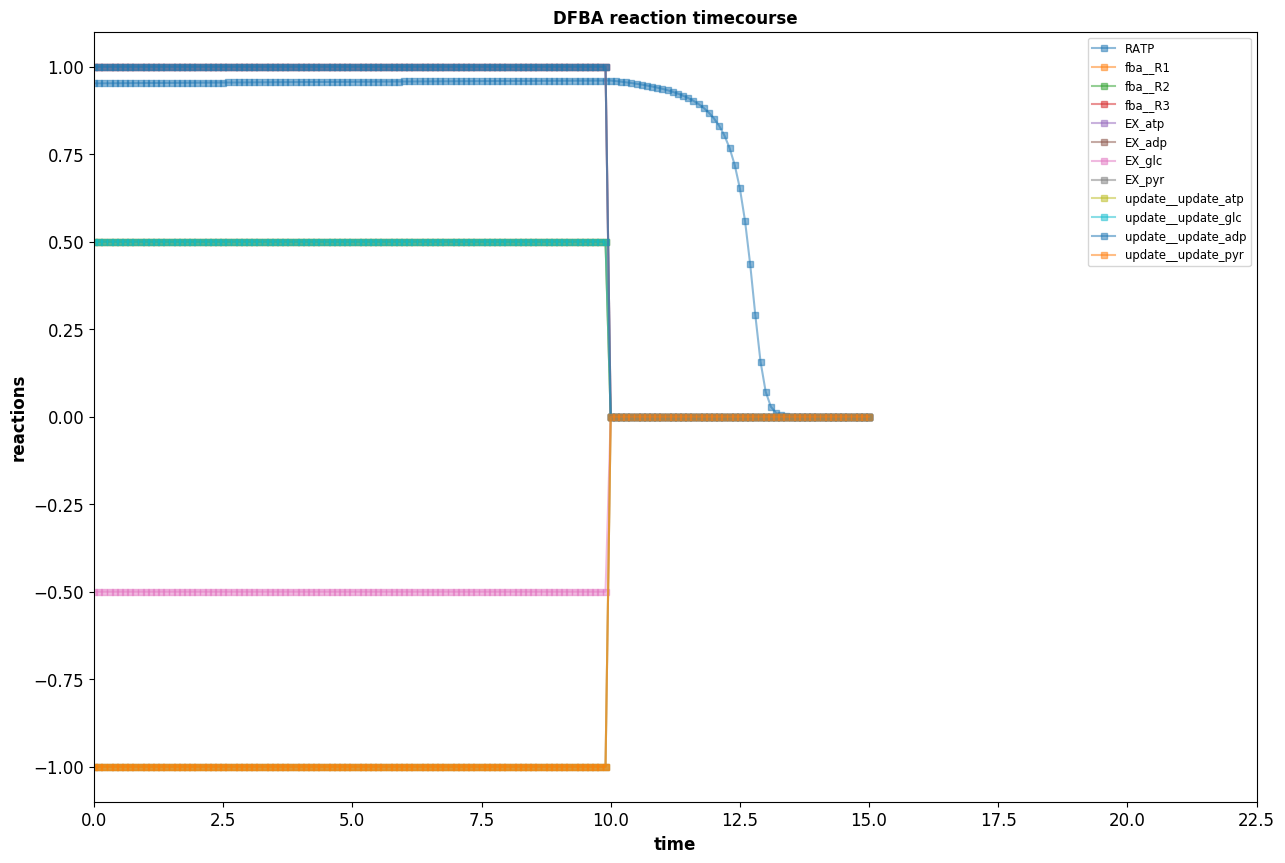 DFBA reaction timecourse
reactions
1.00
0.75
0.50
0.25
0.00
−0.25
−0.50
−0.75
−1.00
RATP
fba__R1
fba__R2
fba__R3
EX_atp
EX_adp
EX_glc
EX_pyr
update__update_atp
update__update_glc
update__update_adp
update__update_pyr
0.0 2.5 5.0 7.5 10.0 12.5 15.0 17.5 20.0 22.5
time